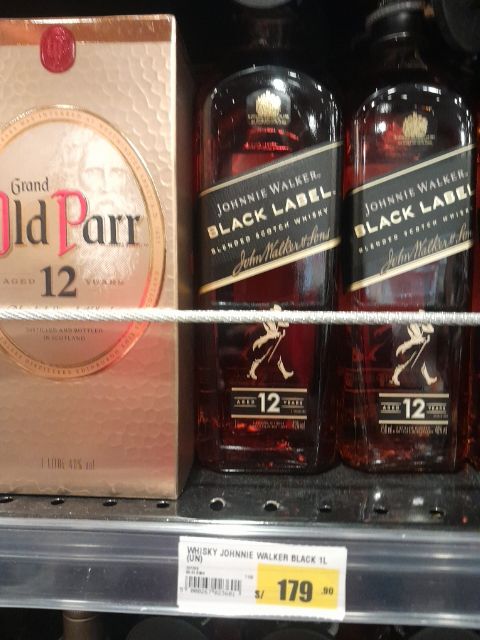 Grand
Old Parr
AGED 12 YEARS
DISTILLED AND BOTTLED
IN SCOTLAND
1 LITRE 40% vol
JOHNNIE WALKER.
BLACK LABEL
BLENDED SCOTCH WHISKY
John Walker & Sons
AGED 12 YEARS
JOHNNIE WALKER.
BLACK LABEL
BLENDED SCOTCH WHISKY
John Walker & Sons
AGED 12 YEARS
WHISKY JOHNNIE WALKER BLACK 1L
(UN)
S/ 179 .90